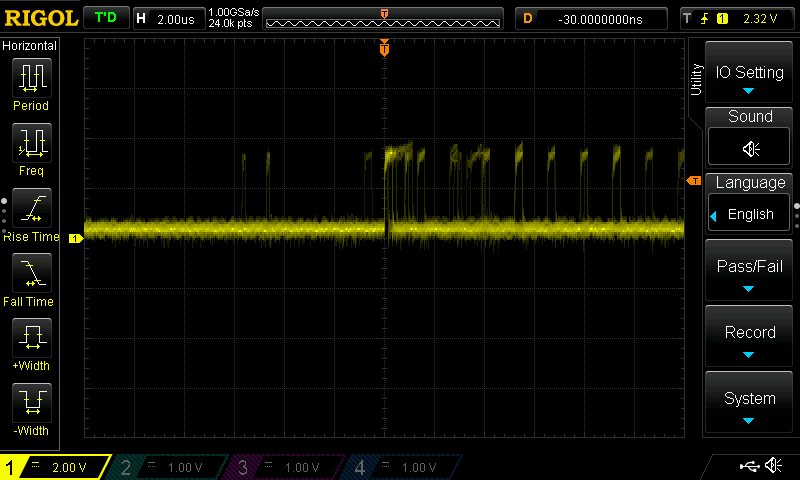 RIGOL T'D H 2.00us 1.00GSa/s 24.0k pts D -30.0000000ns T 1 2.32 V
T
Horizontal
Period
Freq
Rise Time
Fall Time
+Width
-Width
T
T
1
Utility
IO Setting
Sound
Language
English
Pass/Fail
Record
System
1 2.00 V 2 1.00 V 3 1.00 V 4 1.00 V